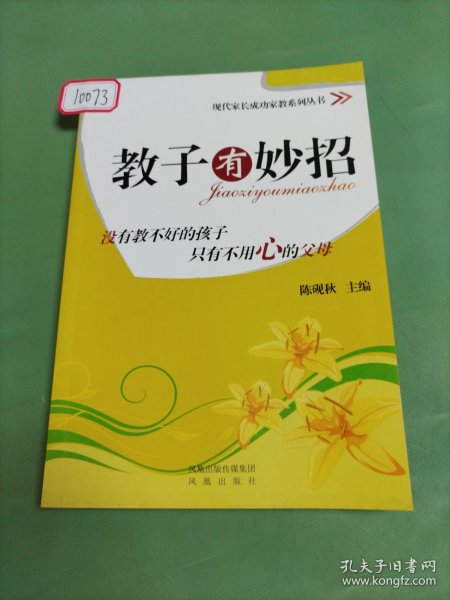 10073
现代家长成功家教系列丛书
教子有妙招
Jiaoziyoumiaozhao
没有教不好的孩子
只有不用心的父母
陈砚秋 主编
凤凰出版传媒集团
凤凰出版社
孔夫子旧书网
www.kongfz.com